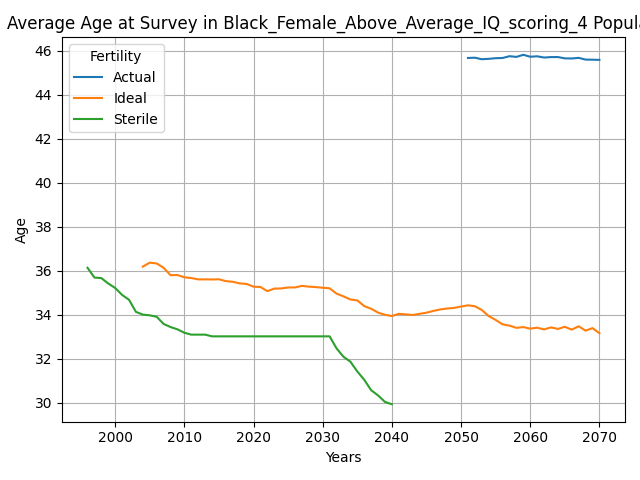 Average Age at Survey in Black_Female_Above_Average_IQ_scoring_4 Popul
Fertility
Actual
Ideal
Sterile
46
44
42
40
38
36
34
32
30
Age
2000 2010 2020 2030 2040 2050 2060 2070
Years